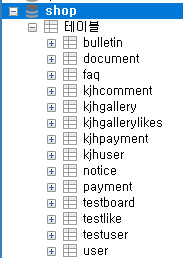 shop
테이블
bulletin
document
faq
kjhcomment
kjhgallery
kjhgallerylikes
kjhpayment
kjhuser
notice
payment
testboard
testlike
testuser
user